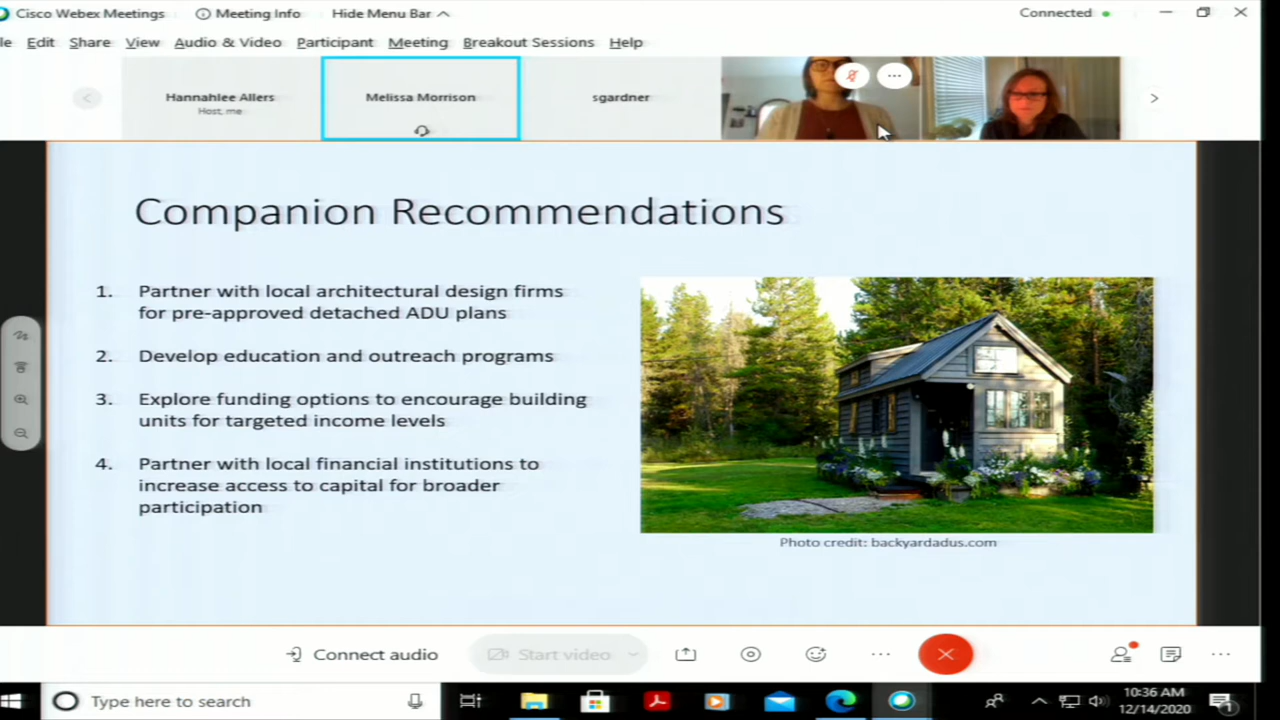 Cisco Webex Meetings
Meeting Info
Hide Menu Bar
Connected
le Edit Share View Audio & Video Participant Meeting Breakout Sessions Help
Hannahlee Allers
Host, me
Melissa Morrison
sgardner
Companion Recommendations
1. Partner with local architectural design firms
for pre-approved detached ADU plans
2. Develop education and outreach programs
3. Explore funding options to encourage building
units for targeted income levels
4. Partner with local financial institutions to
increase access to capital for broader
participation
Photo credit: backyardadus.com
Connect audio
Start video
Type here to search
10:36 AM
12/14/2020
1